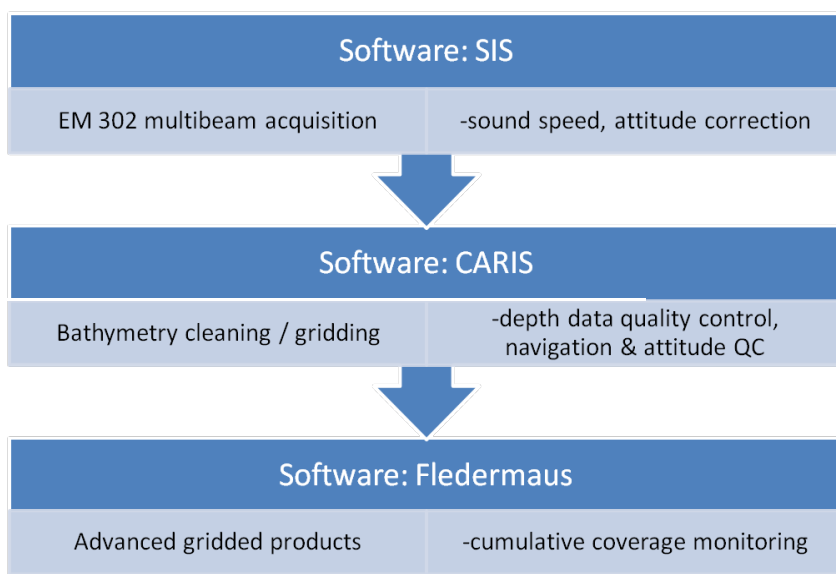 Software: SIS
EM 302 multibeam acquisition
-sound speed, attitude correction
Software: CARIS
Bathymetry cleaning / gridding
-depth data quality control,
navigation & attitude QC
Software: Fledermaus
Advanced gridded products
-cumulative coverage monitoring